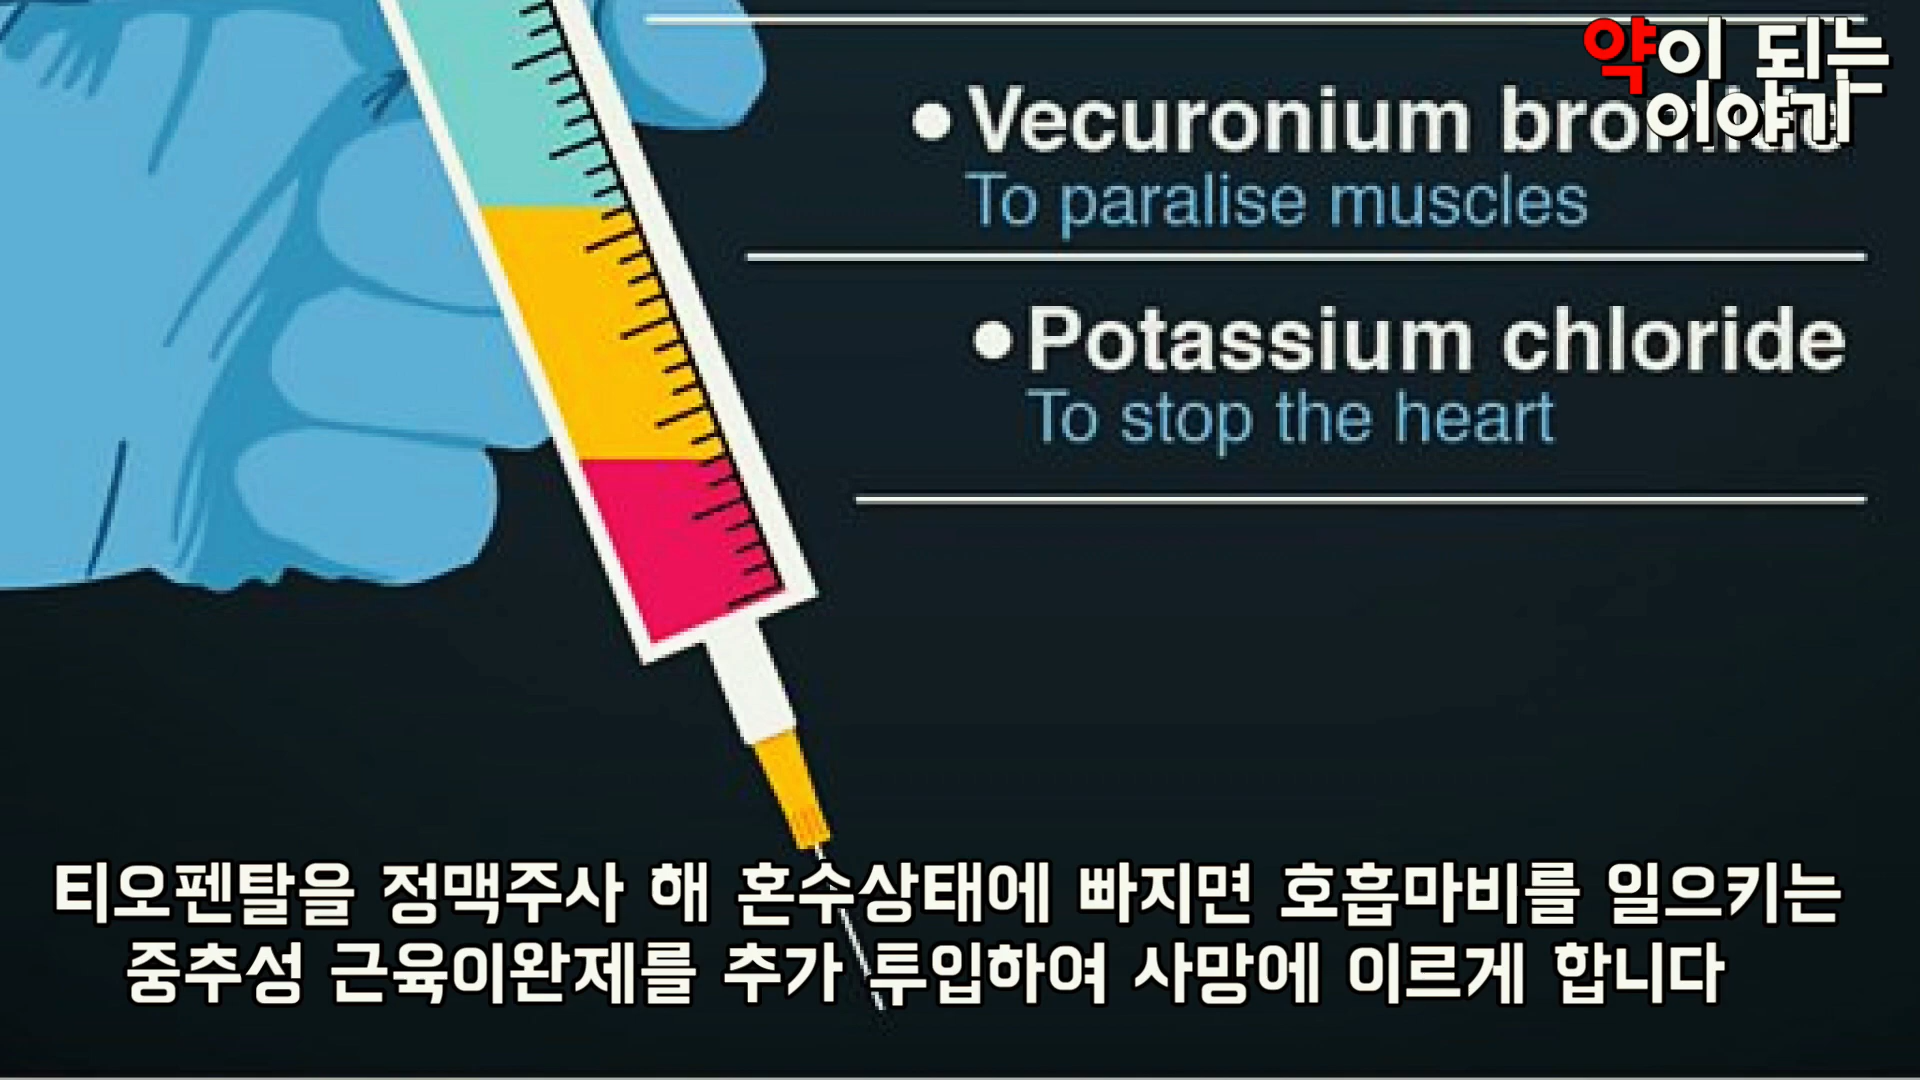 약이 되는
이야기
• Vecuronium
To paralise muscles
• Potassium chloride
To stop the heart
티오펜탈을 정맥주사 해 혼수상태에 빠지면 호흡마비를 일으키는
중추성 근육이완제를 추가 투입하여 사망에 이르게 합니다